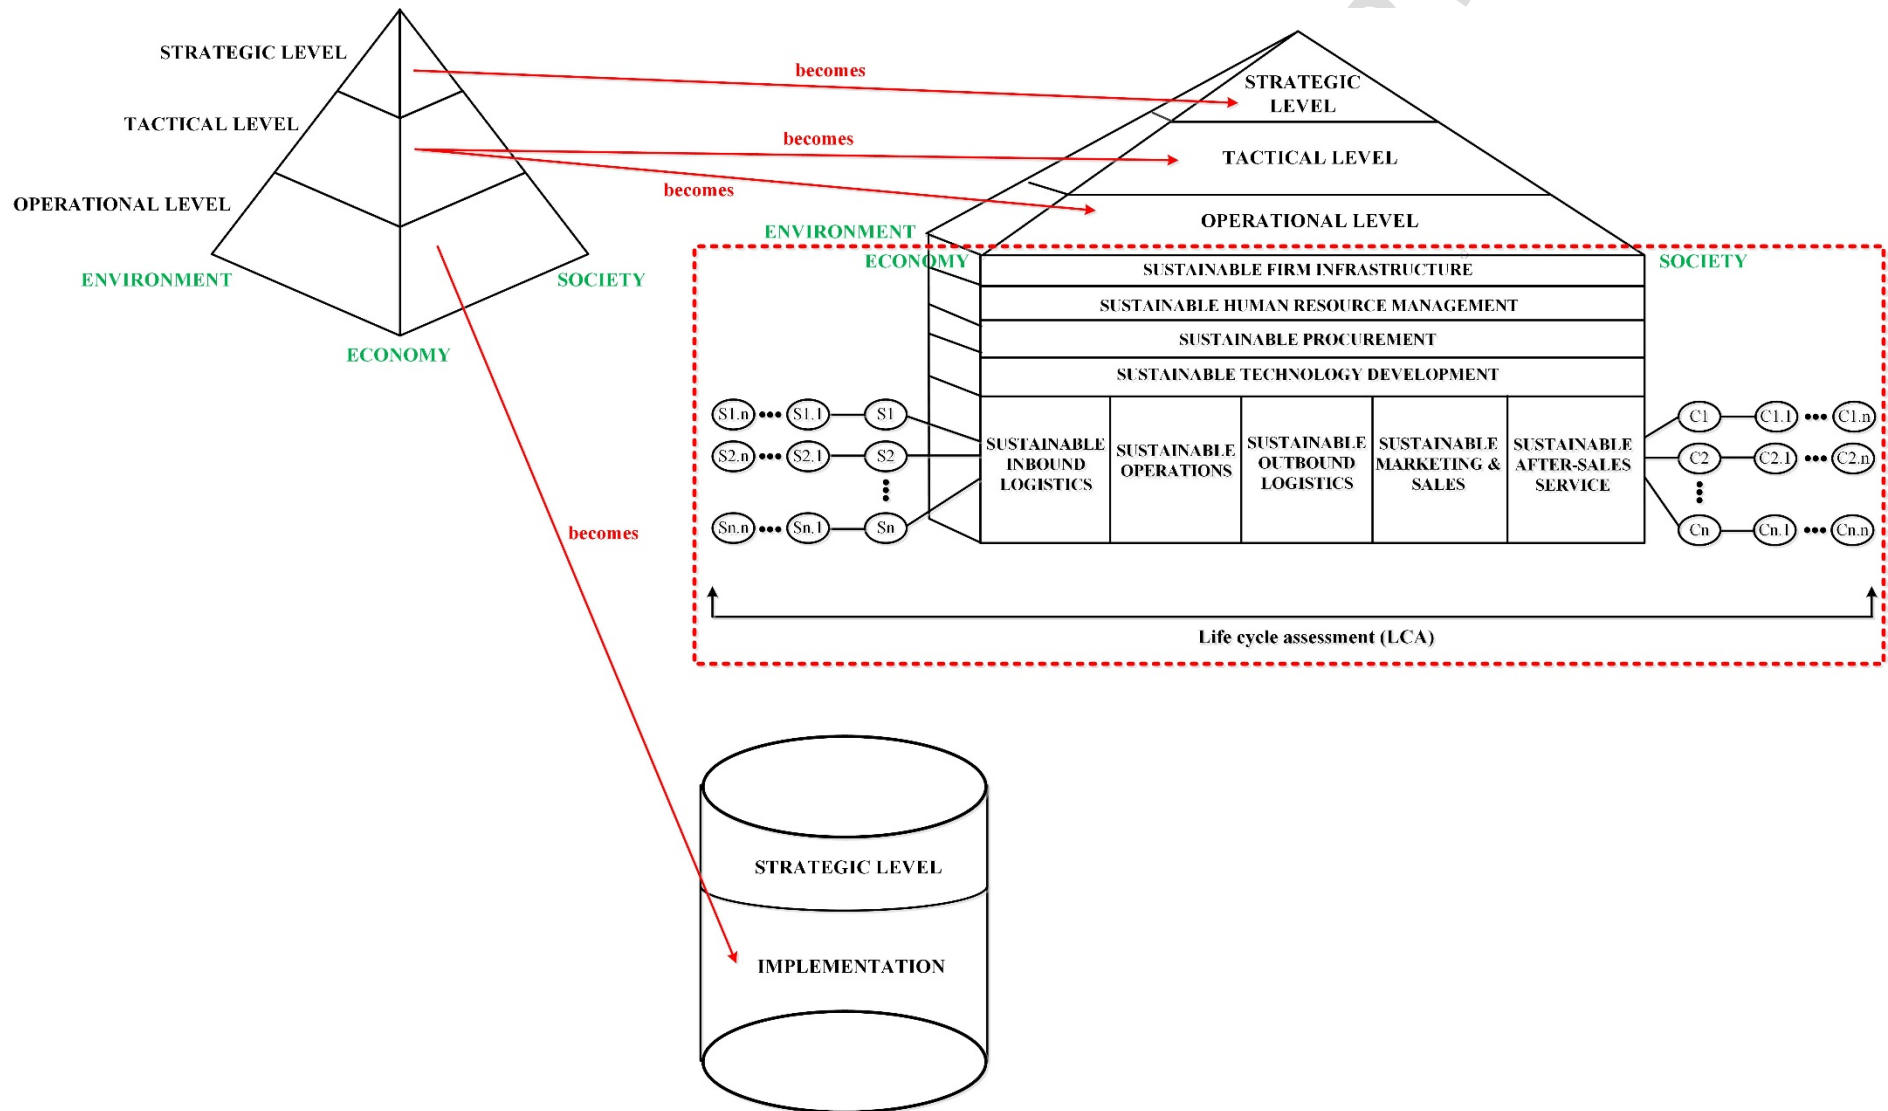 STRATEGIC LEVEL
TACTICAL LEVEL
OPERATIONAL LEVEL
ENVIRONMENT
SOCIETY
ECONOMY
becomes
becomes
becomes
becomes
STRATEGIC
LEVEL
TACTICAL LEVEL
OPERATIONAL LEVEL
ENVIRONMENT
ECONOMY
SOCIETY
SUSTAINABLE FIRM INFRASTRUCTURE
SUSTAINABLE HUMAN RESOURCE MANAGEMENT
SUSTAINABLE PROCUREMENT
SUSTAINABLE TECHNOLOGY DEVELOPMENT
S1.n S1.1 S1
S2.n S2.1 S2
Sn.n Sn.1 Sn
SUSTAINABLE
INBOUND
LOGISTICS
SUSTAINABLE
OPERATIONS
SUSTAINABLE
OUTBOUND
LOGISTICS
SUSTAINABLE
MARKETING &
SALES
SUSTAINABLE
AFTER-SALES
SERVICE
C1 C1.1 C1.n
C2 C2.1 C2.n
Cn Cn.1 Cn.n
Life cycle assessment (LCA)
STRATEGIC LEVEL
IMPLEMENTATION